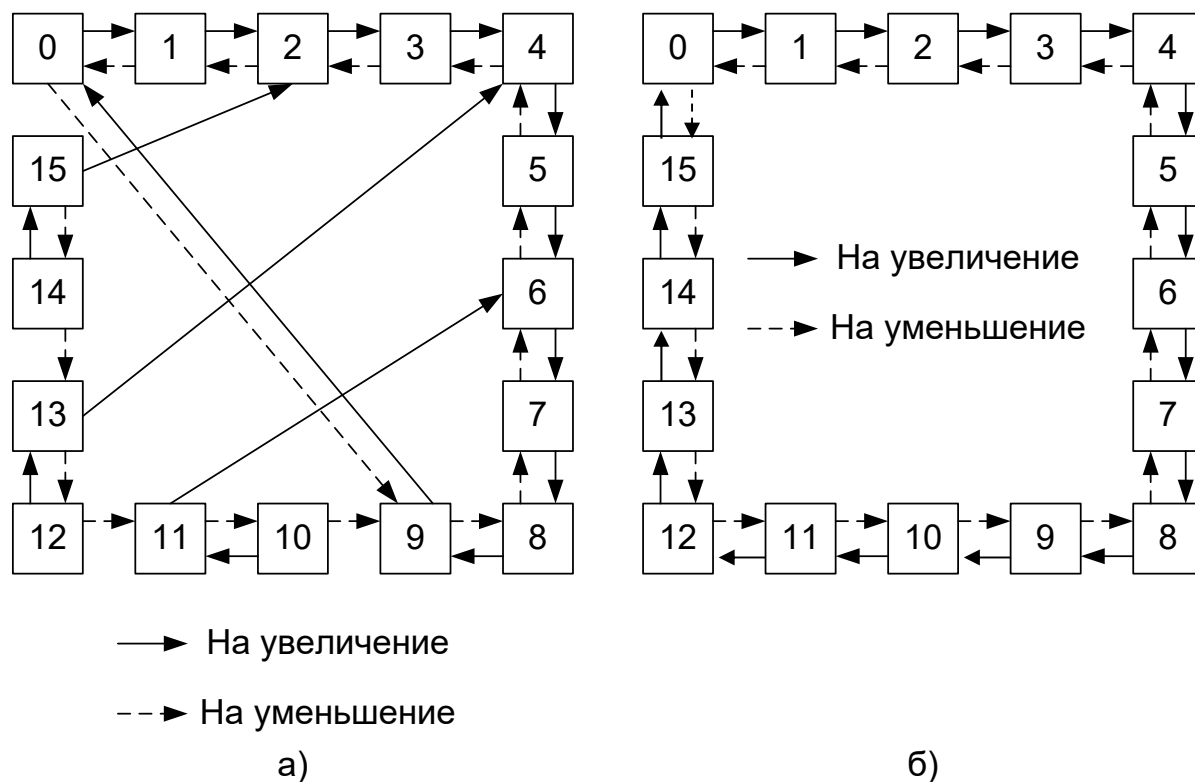 0 1 2 3 4 0 1 2 3 4
15 5 15 5
На увеличение
14 6 14 6
На уменьшение
13 7 13 7
12 11 10 9 8 12 11 10 9 8
На увеличение
На уменьшение
а) б)